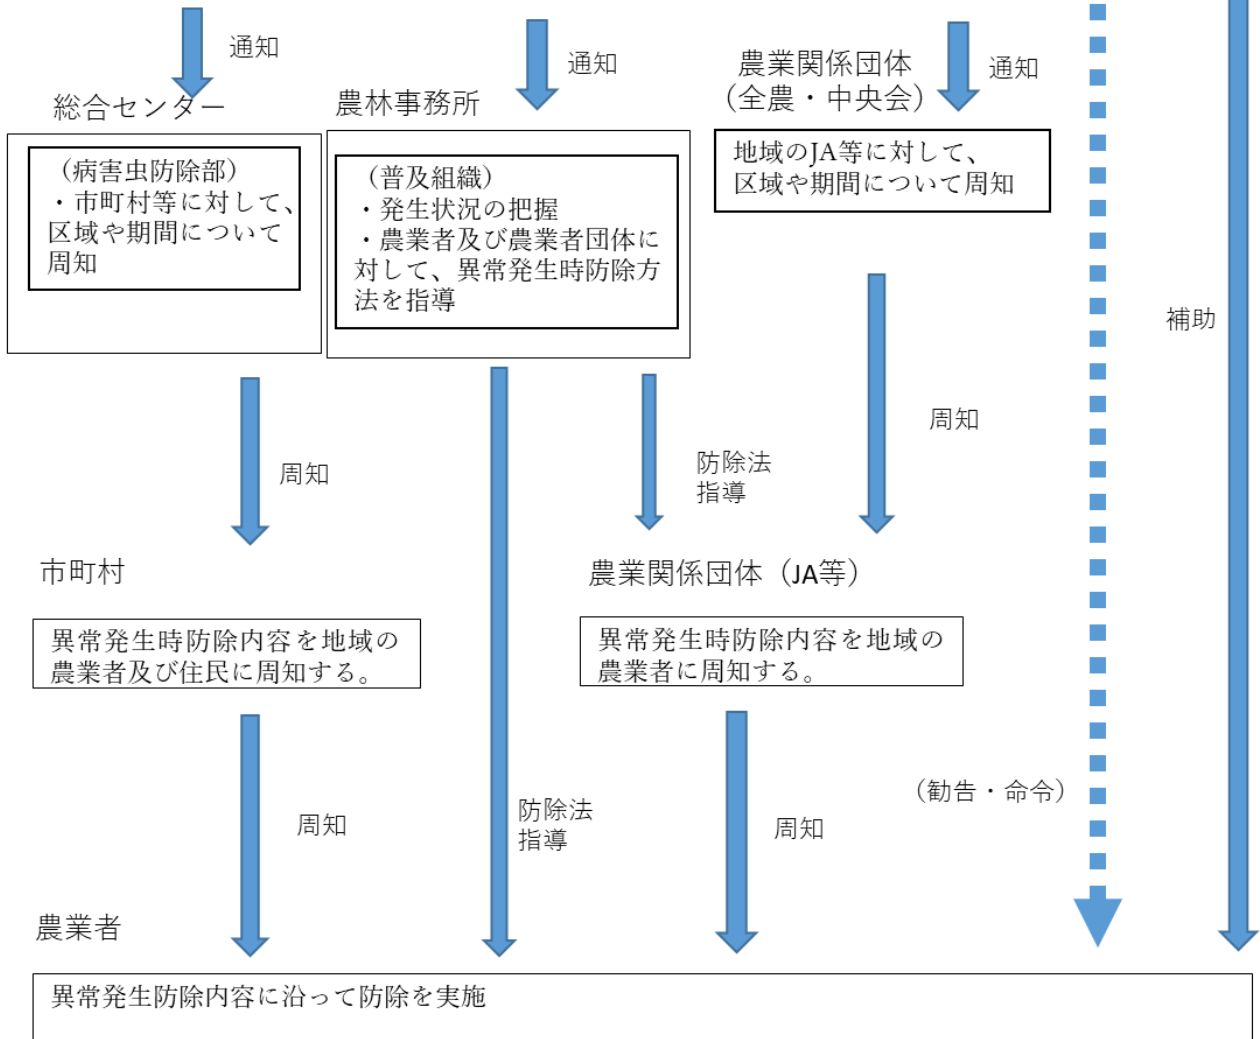 通知
通知
通知
総合センター
農林事務所
農業関係団体
（全農・中央会）
（病害虫防除部）
・市町村等に対して、
区域や期間について
周知
（普及組織）
・発生状況の把握
・農業者及び農業者団体に
対して、異常発生時防除方
法を指導
地域のJA等に対して、
区域や期間について周知
補助
周知
防除法
指導
周知
市町村
農業関係団体（JA等）
異常発生時防除内容を地域の
農業者及び住民に周知する。
異常発生時防除内容を地域の
農業者に周知する。
周知
防除法
指導
周知
（勧告・命令）
農業者
異常発生防除内容に沿って防除を実施